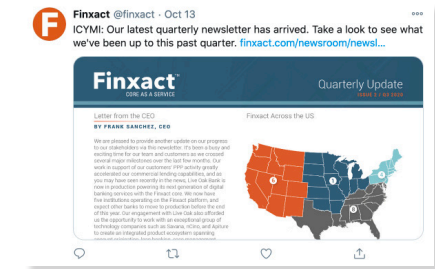 Finxact @finxact · Oct 13
ICYMI: Our latest quarterly newsletter has arrived. Take a look to see what
we've been up to this past quarter. finxact.com/newsroom/newsl...
Finxact
CORE AS A SERVICE
Quarterly Update
Letter from the CEO
BY FRANK SANCHEZ, CEO
We are pleased to provide another update on our progress
to our stakeholders via this newsletter. It's been a busy and
exciting time for our team and customers as we crossed
several major milestones over the last few months. Our
work in support of our customers' PPP activity greatly
accelerated our commercial lending capabilities, and as
you may have seen recently in the news, Live Oak Bank is
now in production powering its next generation of digital
banking services with the Finxact core. We now have
five institutions operating on the Finxact platform, and
expect other banks to move to production before the end
of this year. Our engagement with Live Oak also afforded
us the opportunity to work with an exceptional group of
technology companies such as Savana, nCino, and Apiture
to create an integrated product ecosystem spanning
Finxact Across the US